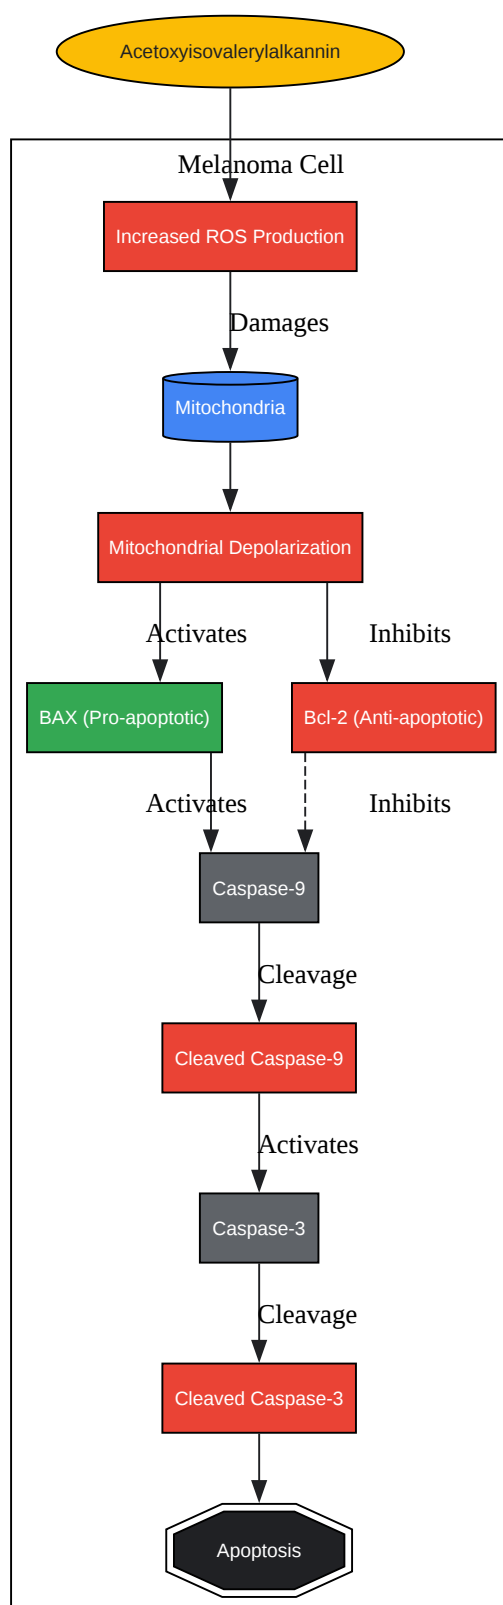 Acetoxyisovalerylalkannin
Melanoma Cell
Increased ROS Production
Damages
Mitochondria
Mitochondrial Depolarization
Activates
Inhibits
BAX (Pro-apoptotic)
Bcl-2 (Anti-apoptotic)
Activates
Inhibits
Caspase-9
Cleavage
Cleaved Caspase-9
Activates
Caspase-3
Cleavage
Cleaved Caspase-3
Apoptosis